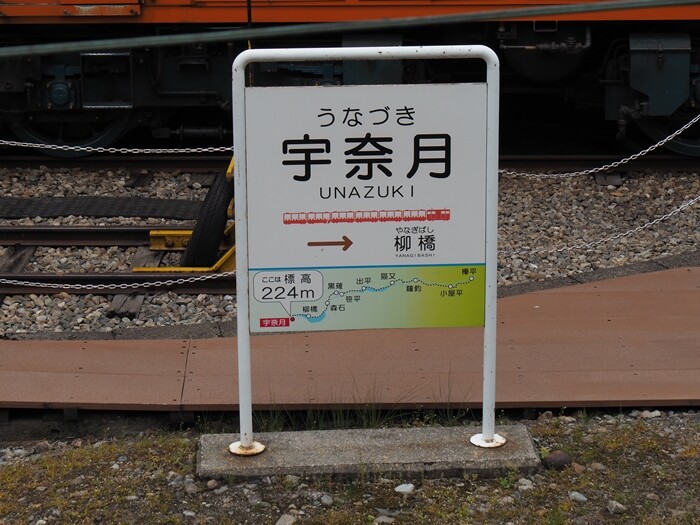 うなづき
宇奈月
UNAZUKI
やなぎばし
柳橋
YANAGIBASHI
ここは 標高
224m
宇奈月
柳橋
森石
黒薙
笹平
出平
猫又
鐘釣
小屋平
欅平